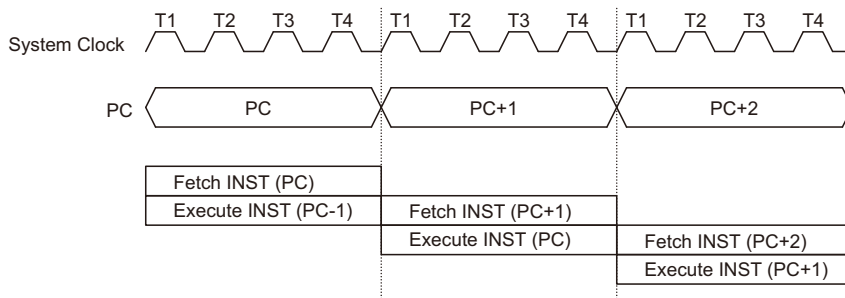 T1 T2 T3 T4 T1 T2 T3 T4 T1 T2 T3 T4
System Clock
PC PC PC+1 PC+2
Fetch INST (PC)
Execute INST (PC-1) Fetch INST (PC+1)
Execute INST (PC) Fetch INST (PC+2)
Execute INST (PC+1)